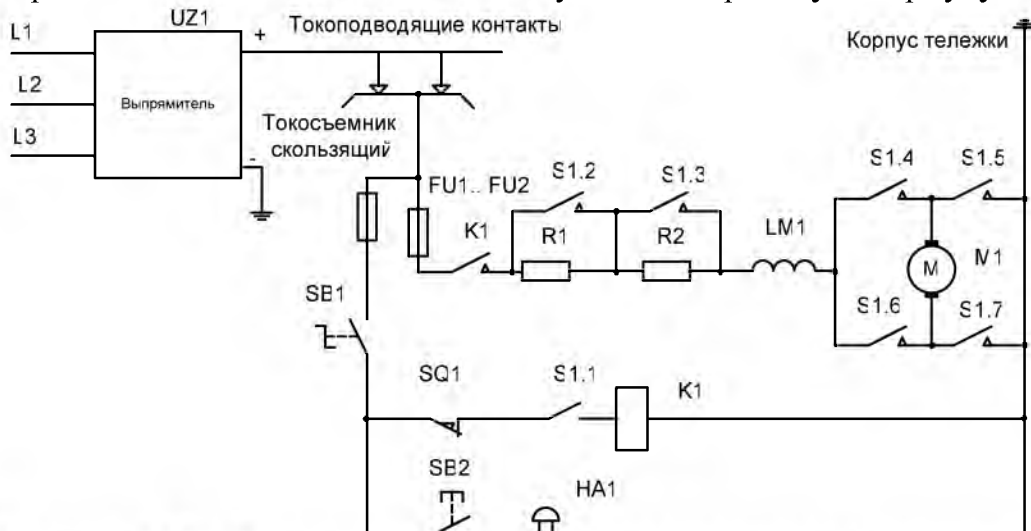 UZ1
L1
+
Токоподводящие контакты
Корпус тележки
L2
Выпрямитель
L3
Токосъемник
скользящий
-
FU1.. FU2
S1.2
S1.3
S1.4
S1.5
K1
R1
R2
LM1
M
M1
SB1
S1.6
S1.7
SQ1
S1.1
K1
SB2
HA1